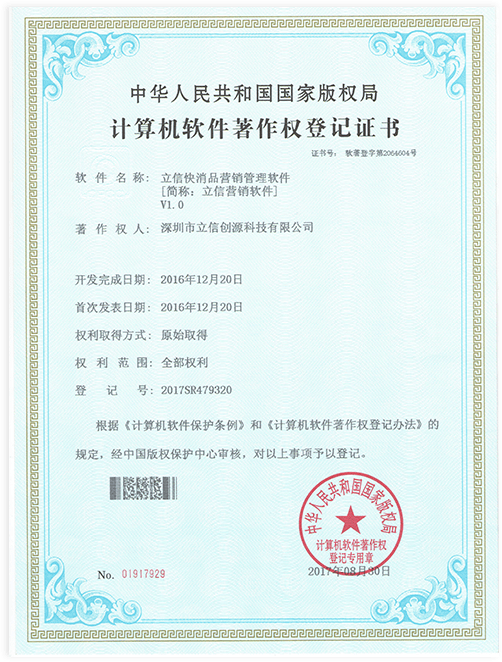 中华人民共和国国家版权局
计算机软件著作权登记证书
证书号: 软著登字第2064604号
软件名称: 立信快消品营销管理软件
[简称: 立信营销软件]
V1.0
著作权人: 深圳市立信创源科技有限公司
开发完成日期: 2016年12月20日
首次发表日期: 2016年12月20日
权利取得方式: 原始取得
权利范围: 全部权利
登记号: 2017SR479320
根据《计算机软件保护条例》和《计算机软件著作权登记办法》的
规定, 经中国版权保护中心审核, 对以上事项予以登记。
中华人民共和国国家版权局
计算机软件著作权
登记专用章
No. 01917929
2017年08月30日